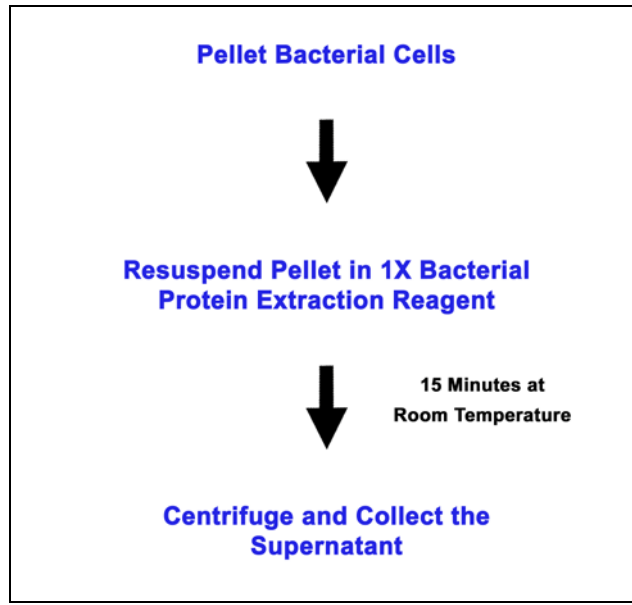 Pellet Bacterial Cells
Resuspend Pellet in 1X Bacterial
Protein Extraction Reagent
15 Minutes at
Room Temperature
Centrifuge and Collect the
Supernatant